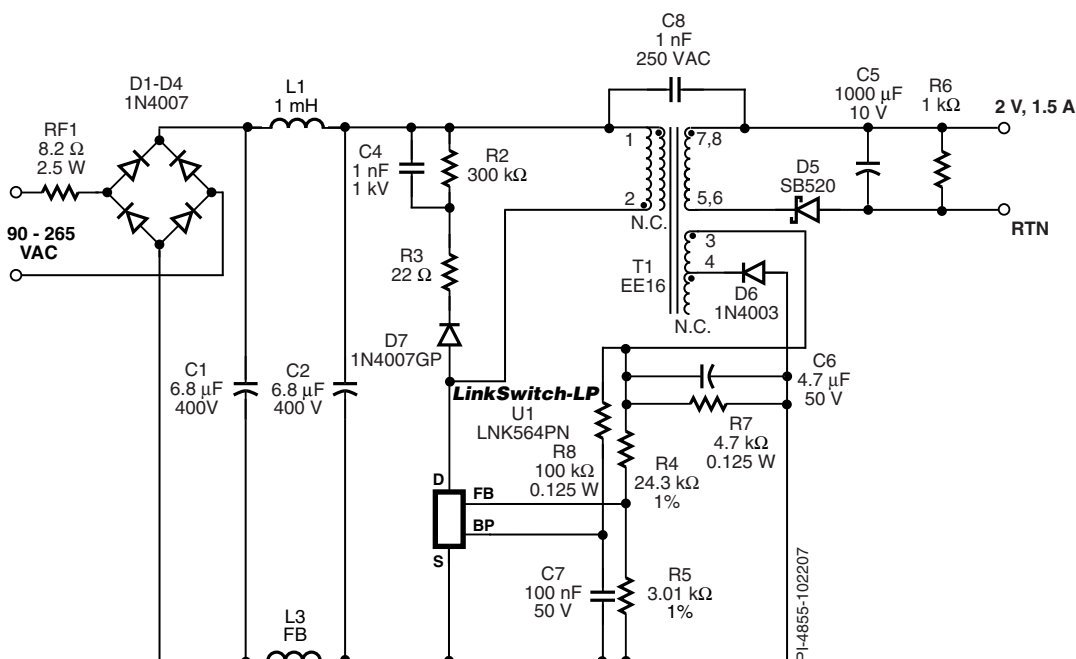 C8
1 nF
250 VAC
D1-D4
1N4007
L1
1 mH
C5
1000 μF
10 V
R6
1 kΩ
2 V, 1.5 A
RF1
8.2 Ω
2.5 W
C4
1 nF
1 kV
R2
300 kΩ
1
7,8
D5
SB520
2
5,6
N.C.
RTN
90 - 265
VAC
3
R3
22 Ω
T1
EE16
4
D6
1N4003
N.C.
D7
1N4007GP
C1
6.8 μF
400V
C2
6.8 μF
400 V
LinkSwitch-LP
U1
LNK564PN
C6
4.7 μF
50 V
R7
4.7 kΩ
0.125 W
R8
100 kΩ
0.125 W
R4
24.3 kΩ
1%
D
FB
BP
S
C7
100 nF
50 V
R5
3.01 kΩ
1%
L3
FB
PI-4855-102207